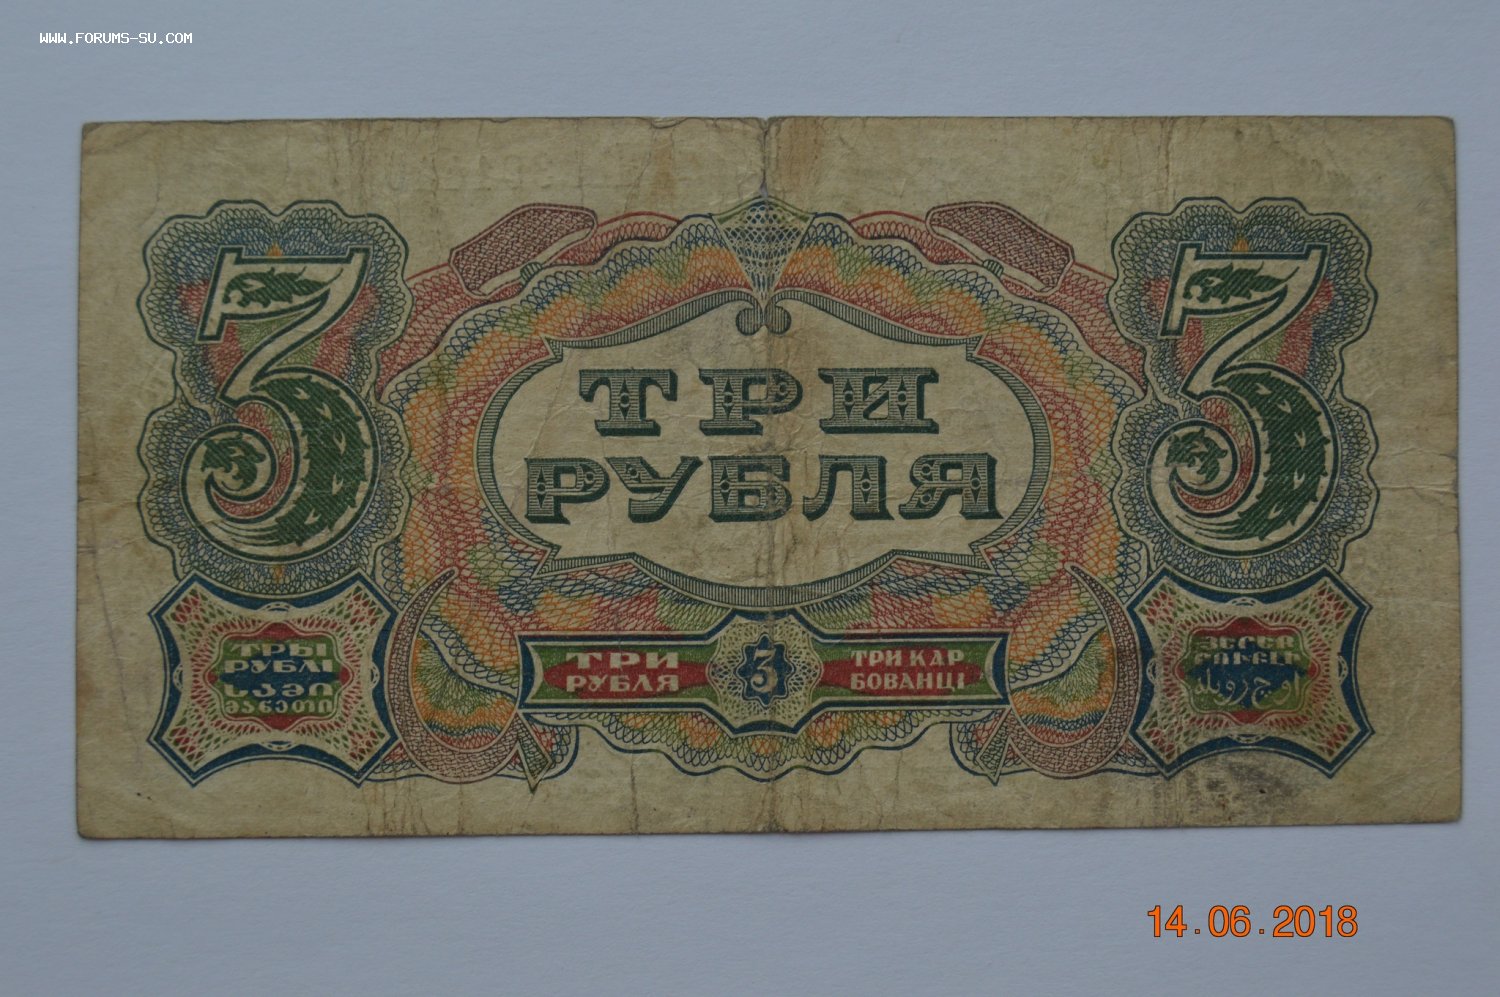 WWW.FORUMS-SU.COM
3
3
ТРИ
РУБЛЯ
ТРЫ
РУБЛІ
ՍԱՄԻ
ТРИ
РУБЛЯ
3
ТРИ КАР
БОВАНЦІ
14.06.2018